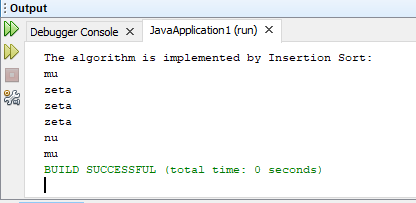 Output
Debugger Console JavaApplication1 (run)
The algorithm is implemented by Insertion Sort:
mu
zeta
zeta
zeta
nu
mu
BUILD SUCCESSFUL (total time: 0 seconds)